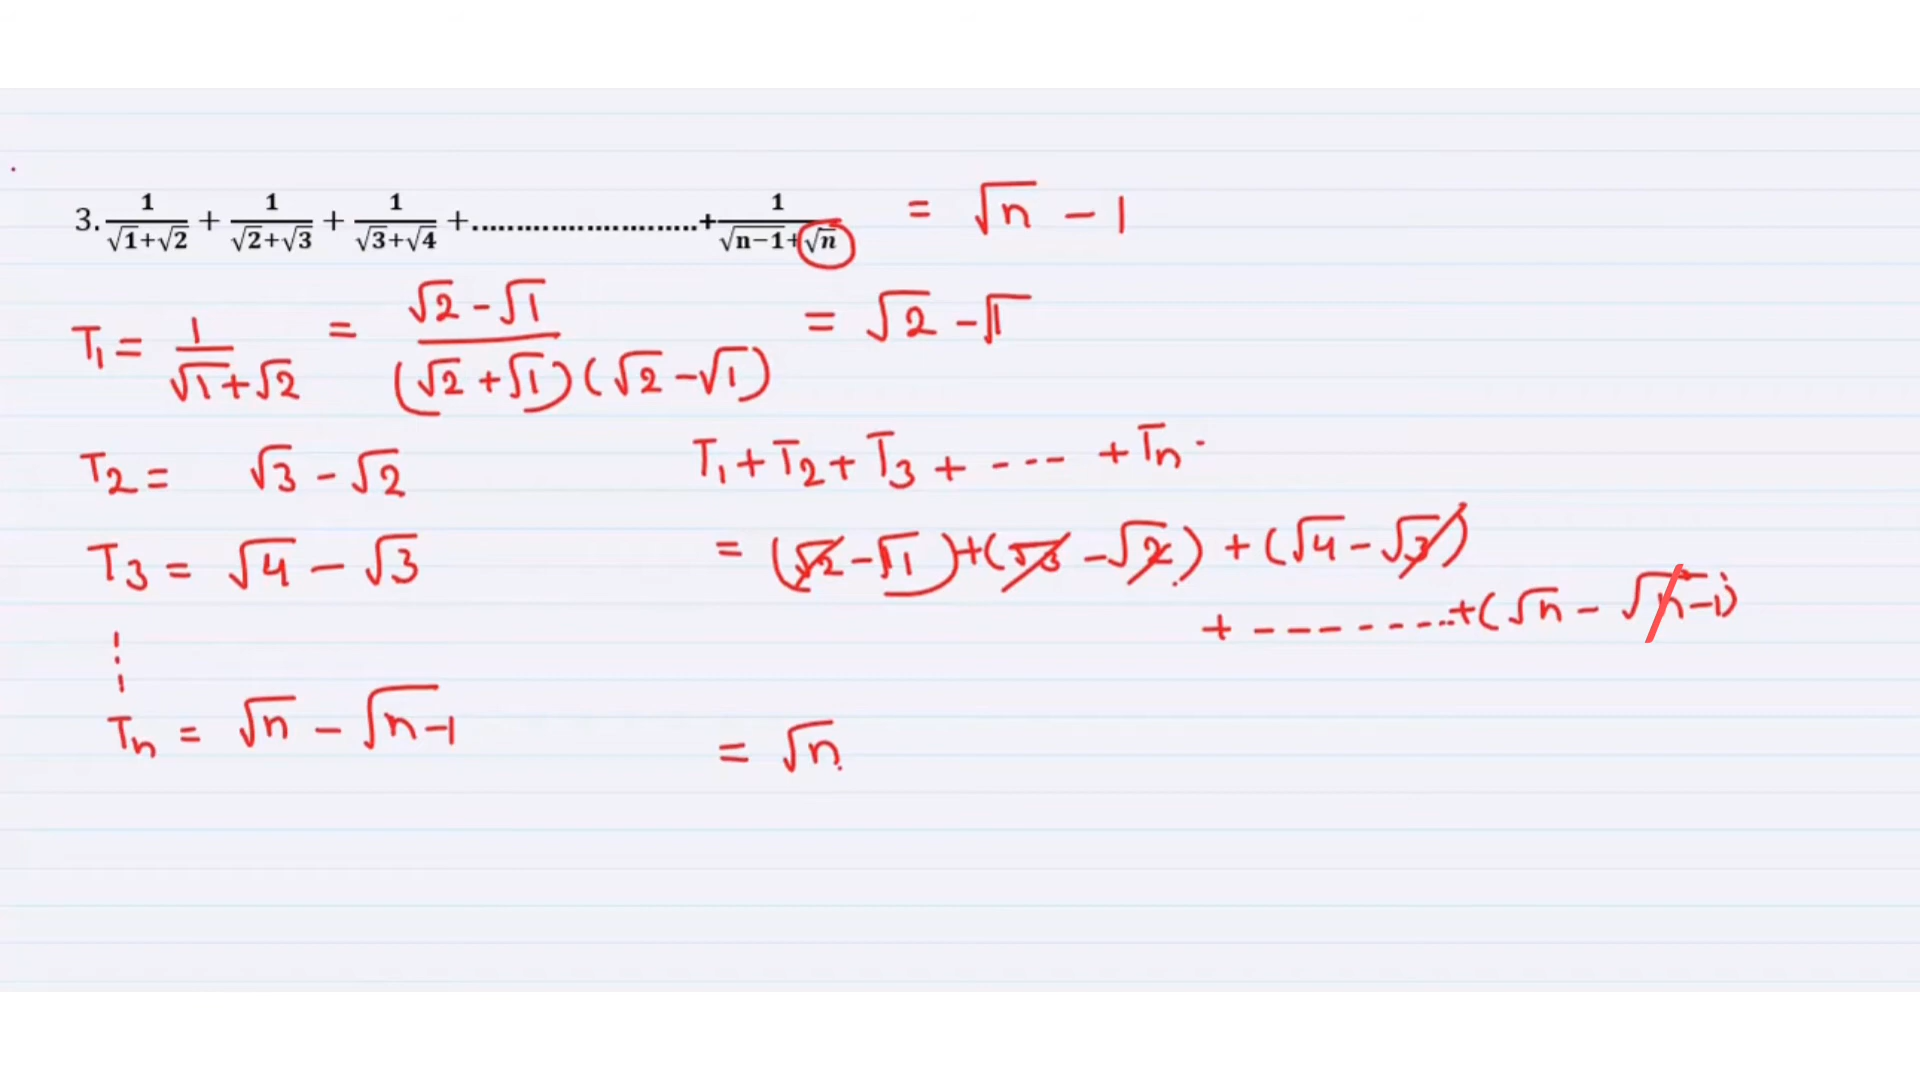 3. 1/(√1+√2) + 1/(√2+√3) + 1/(√3+√4) +.........................+ 1/(√n−1+√n) = √n − 1
T₁ = 1/(√1+√2) = (√2 − √1)/((√2+√1)(√2−√1)) = √2 − √1
T₂ = √3 − √2
T₁ + T₂ + T₃ + ---- + Tn
T₃ = √4 − √3
= (√2 − √1) + (√3 − √2) + (√4 − √3)
+ -------- + (√n − √n−1)
Tn = √n − √n−1
= √n